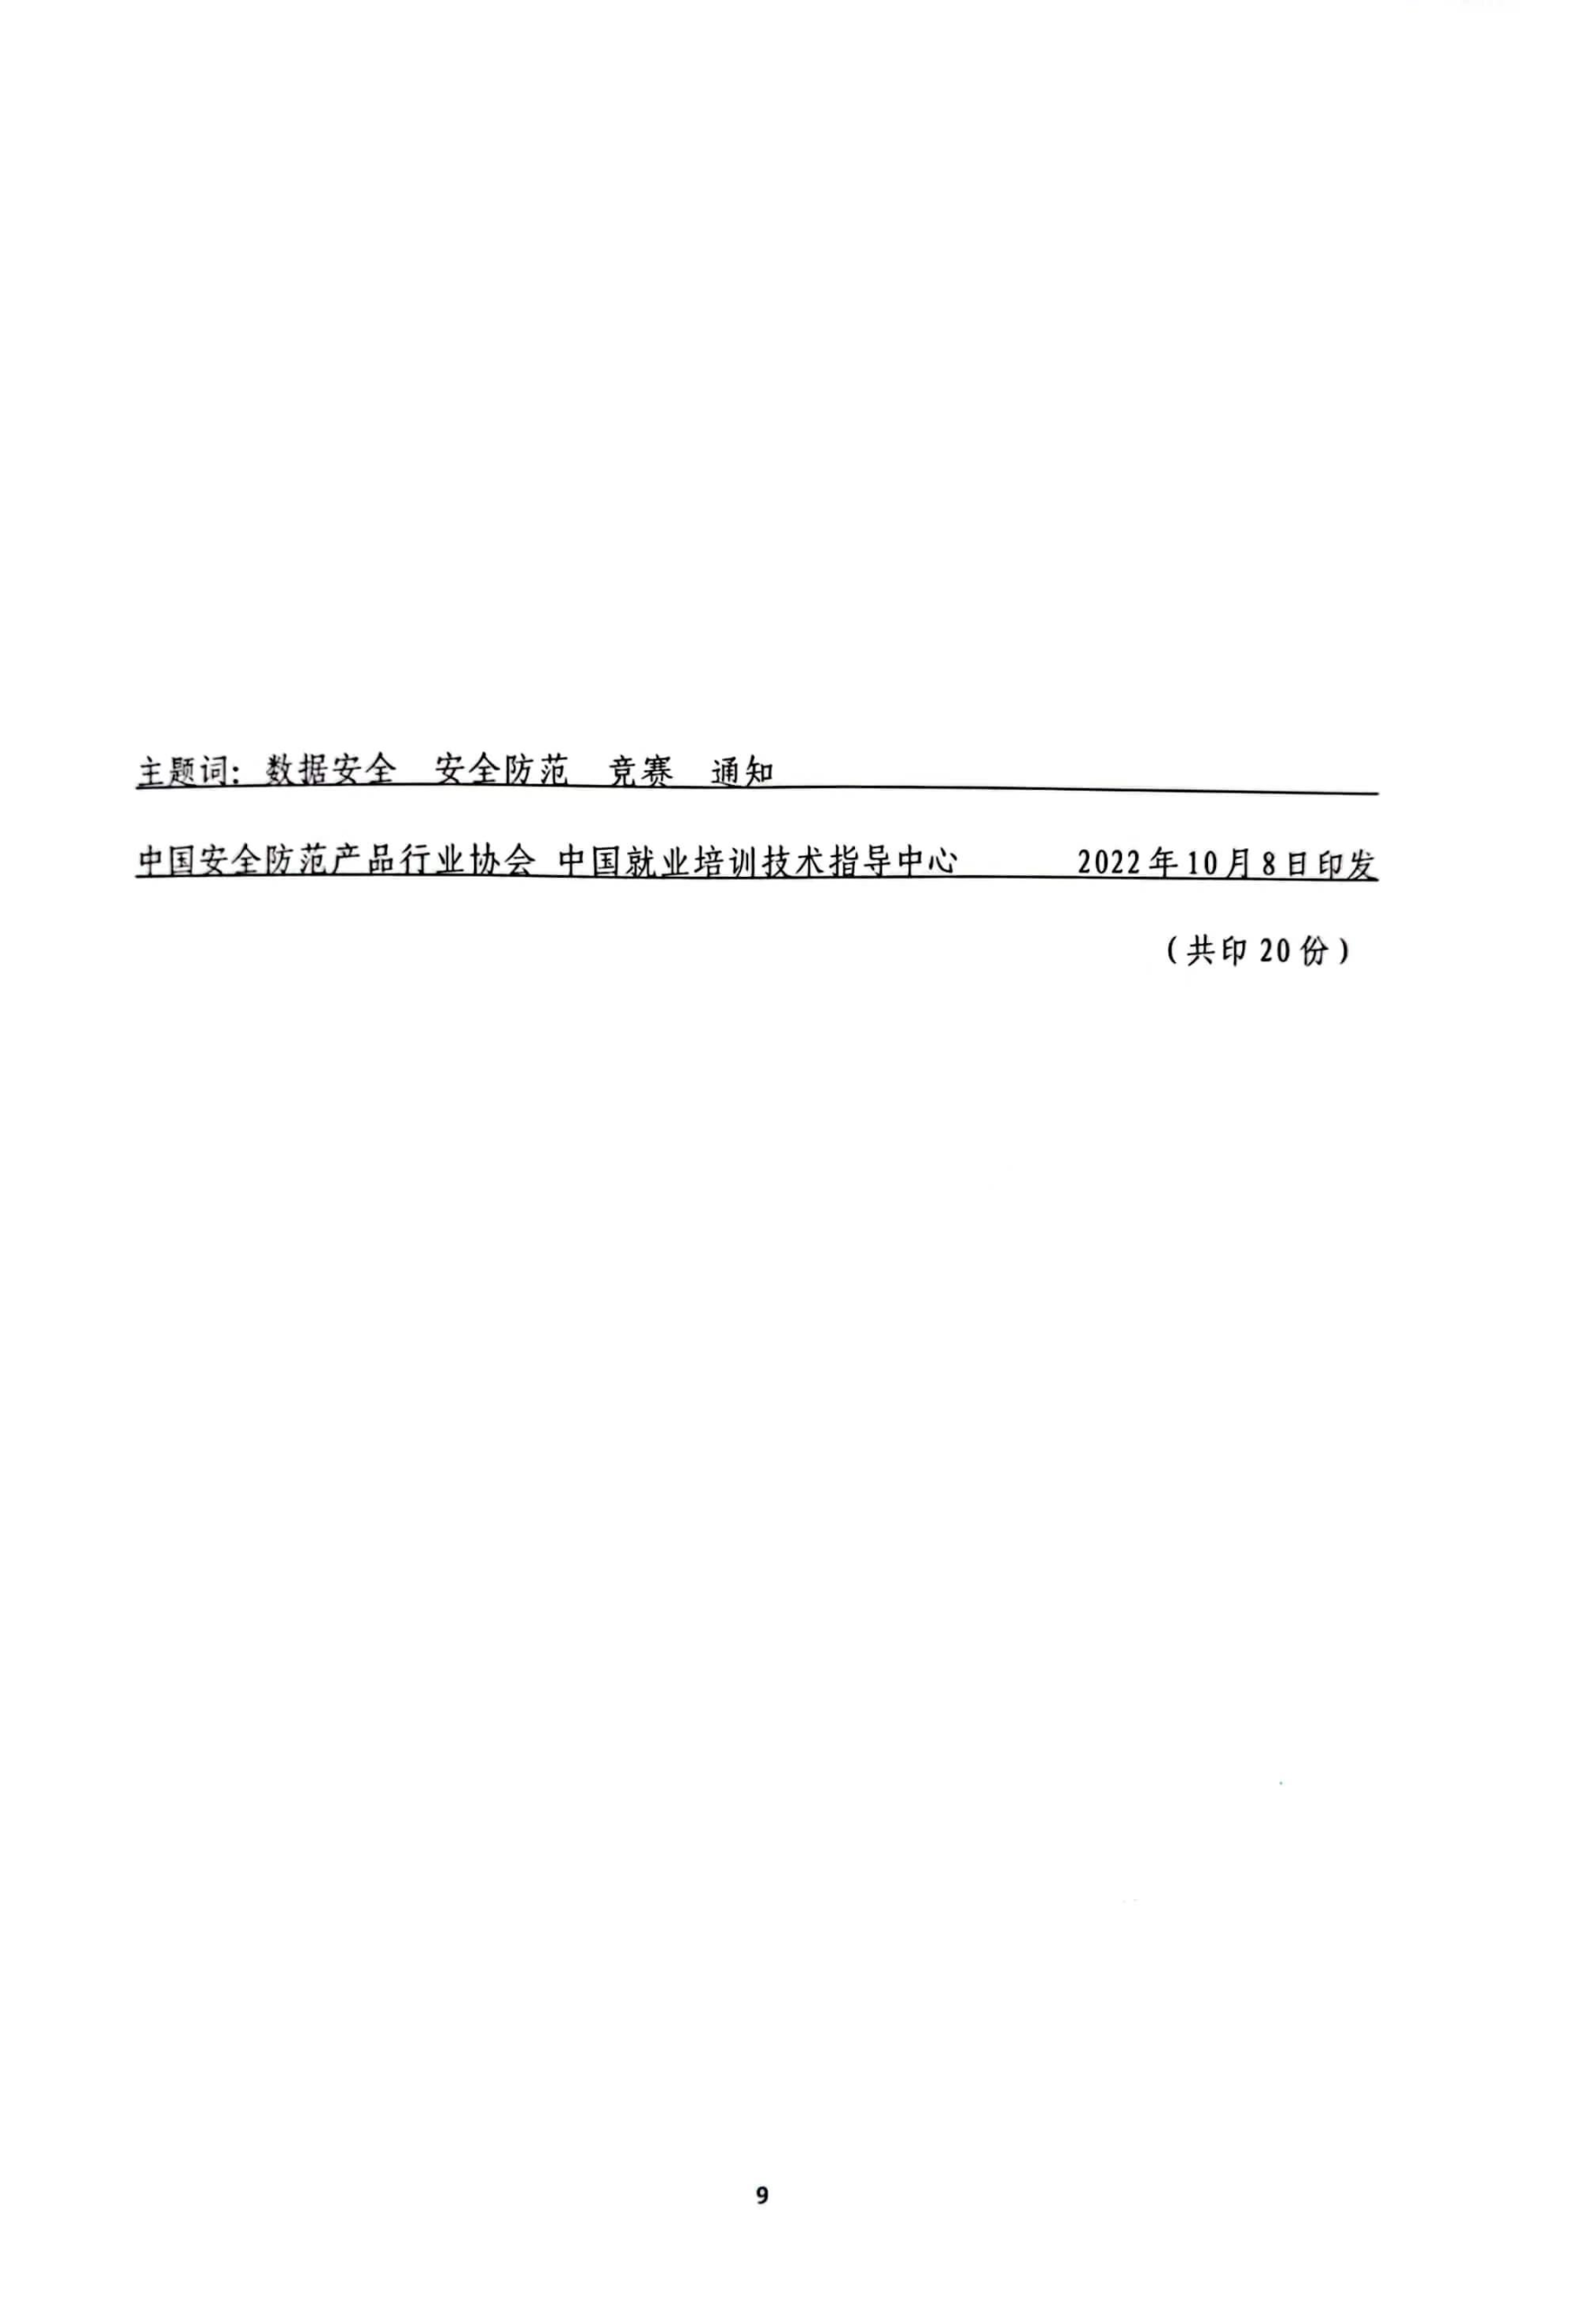 主题词：数据安全　安全防范　竞赛　通知
中国安全防范产品行业协会 中国就业培训技术指导中心　2022年10月8日印发
（共印20份）
9